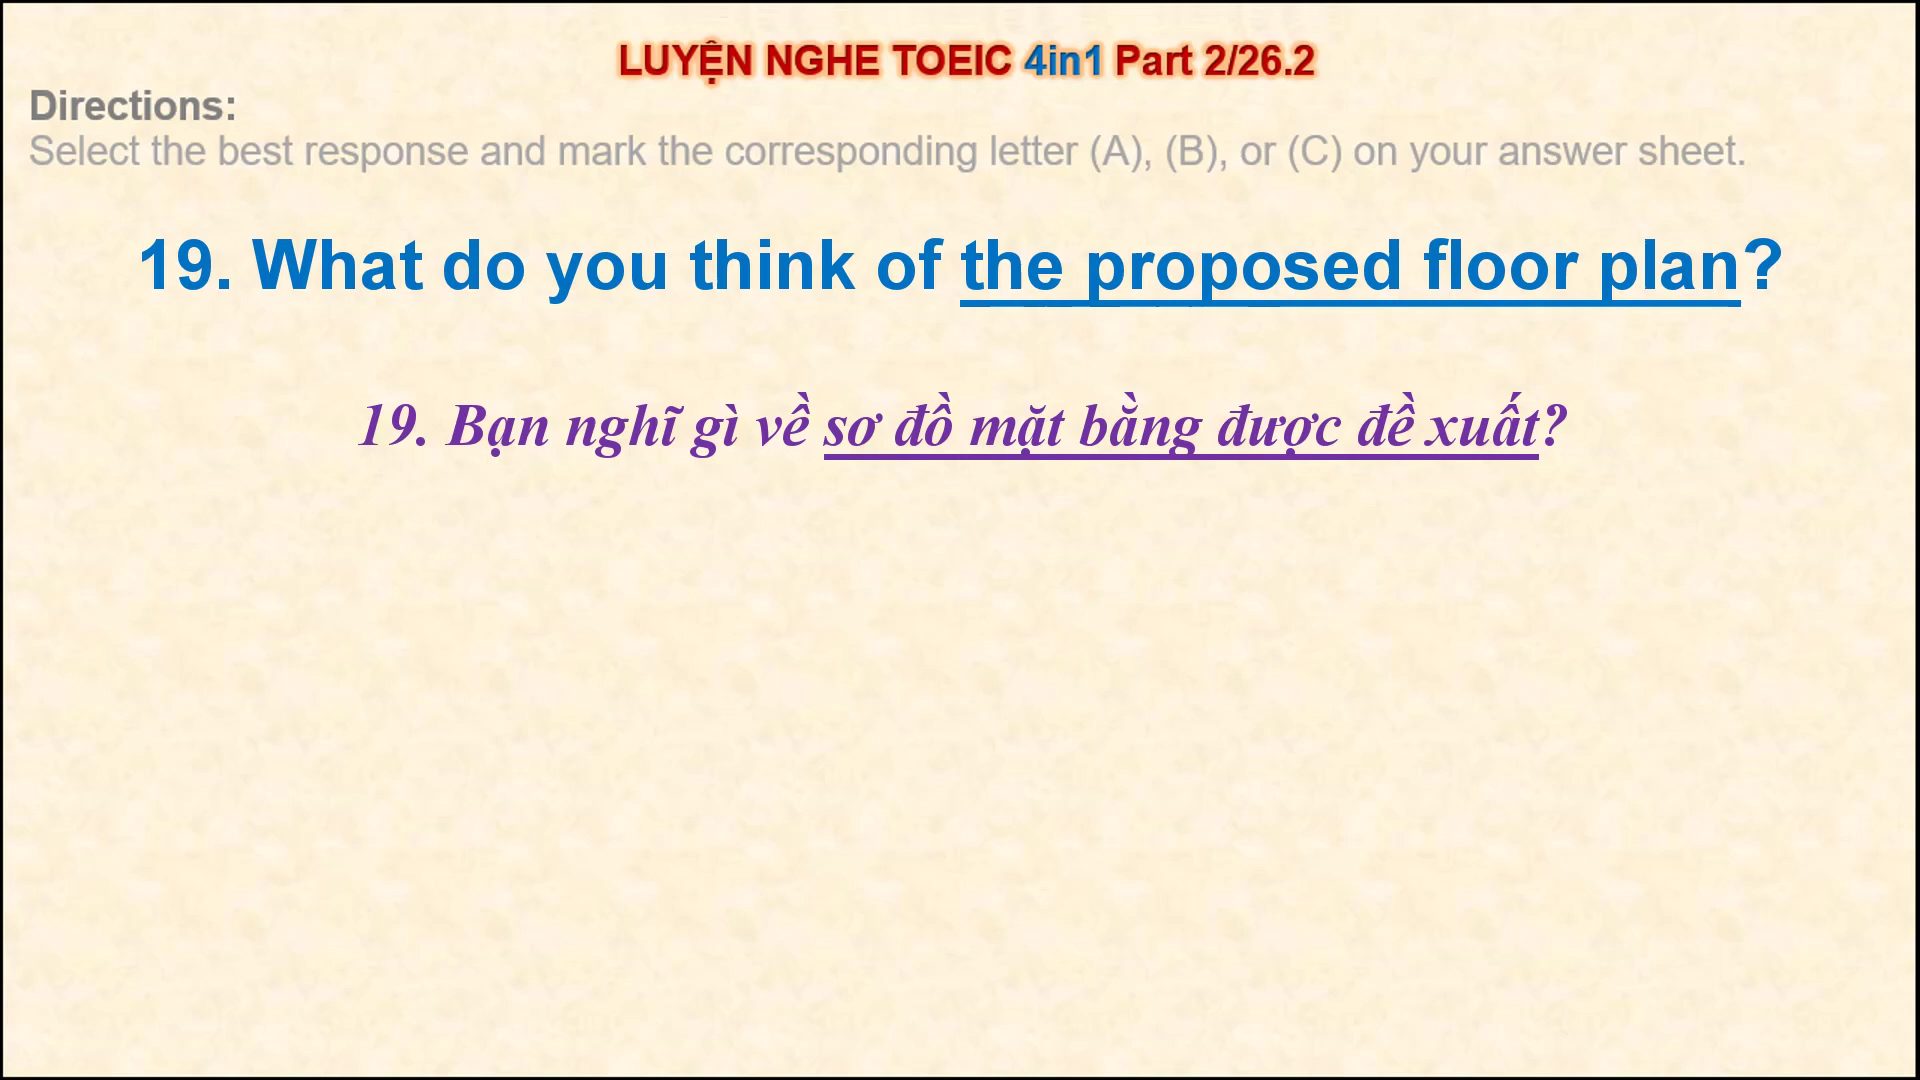 LUYỆN NGHE TOEIC 4in1 Part 2/26.2
Directions:
Select the best response and mark the corresponding letter (A), (B), or (C) on your answer sheet.
19. What do you think of the proposed floor plan?
19. Bạn nghĩ gì về sơ đồ mặt bằng được đề xuất?